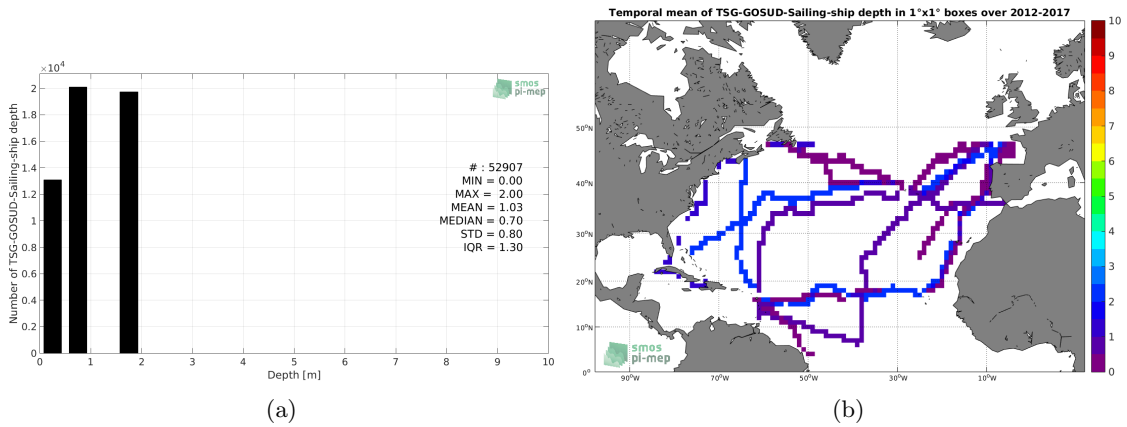 ×10⁴
2
1.8
1.6
1.4
1.2
1
0.8
0.6
0.4
0.2
0
Number of TSG-GOSUD-Sailing-ship depth
0 1 2 3 4 5 6 7 8 9 10
Depth [m]
smos
pi-mep
# : 52907
MIN = 0.00
MAX = 2.00
MEAN = 1.03
MEDIAN = 0.70
STD = 0.80
IQR = 1.30
(a)
Temporal mean of TSG-GOSUD-Sailing-ship depth in 1°x1° boxes over 2012-2017
50°N
40°N
30°N
20°N
10°N
0°
90°W 70°W 50°W 30°W 10°W
smos
pi-mep
10
9
8
7
6
5
4
3
2
1
0
(b)